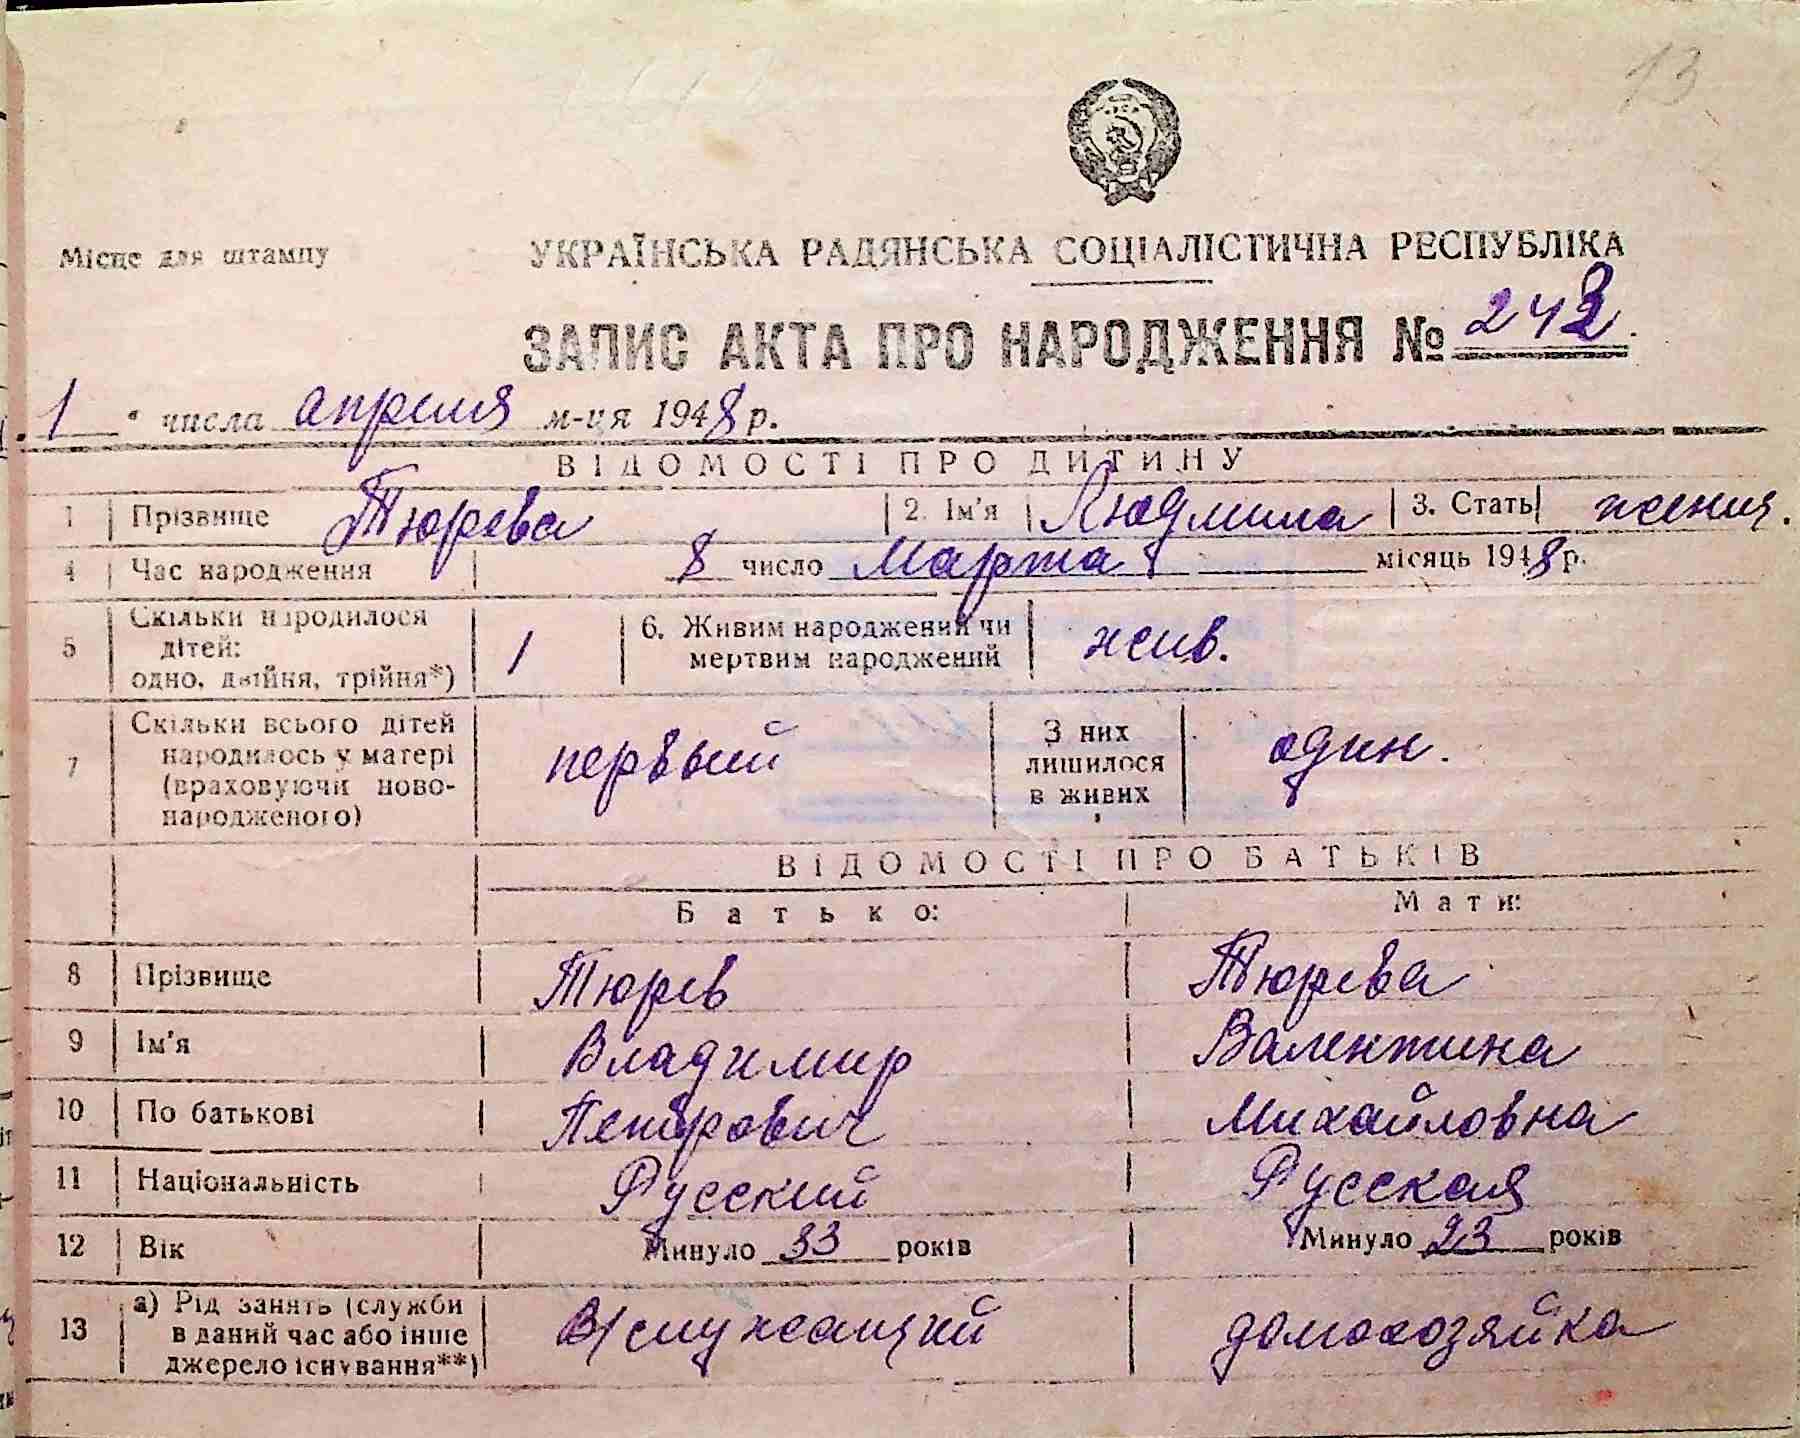 13
Місце для штампу
УКРАЇНСЬКА РАДЯНСЬКА СОЦІАЛІСТИЧНА РЕСПУБЛІКА
ЗАПИС АКТА ПРО НАРОДЖЕННЯ №
1 числа апреля м-ця 1948 р.
ВІДОМОСТІ ПРО ДИТИНУ
1 Прізвище Тюрева 2. Ім'я Людмила 3. Стать женщ.
4 Час народження 8 число Марта місяць 1948 р.
5 Скільки народилося
дітей:
одно, двійня, трійня*) 1 6. Живим народжений чи
мертвим народжений жив.
7 Скільки всього дітей
народилось у матері
(враховуючи ново-
народженого) первый З них
лишилося
в живих один.
ВІДОМОСТІ ПРО БАТЬКІВ
Батько: Мати:
8 Прізвище Тюрев Тюрева
9 Ім'я Владимир Валентина
10 По батькові Петрович Михайловна
11 Національність Русский Русская
12 Вік Минуло 33 років Минуло 23 років
13 а) Рід занять (служби
в даний час або інше
джерело існування**) В/служащий домохозяйка